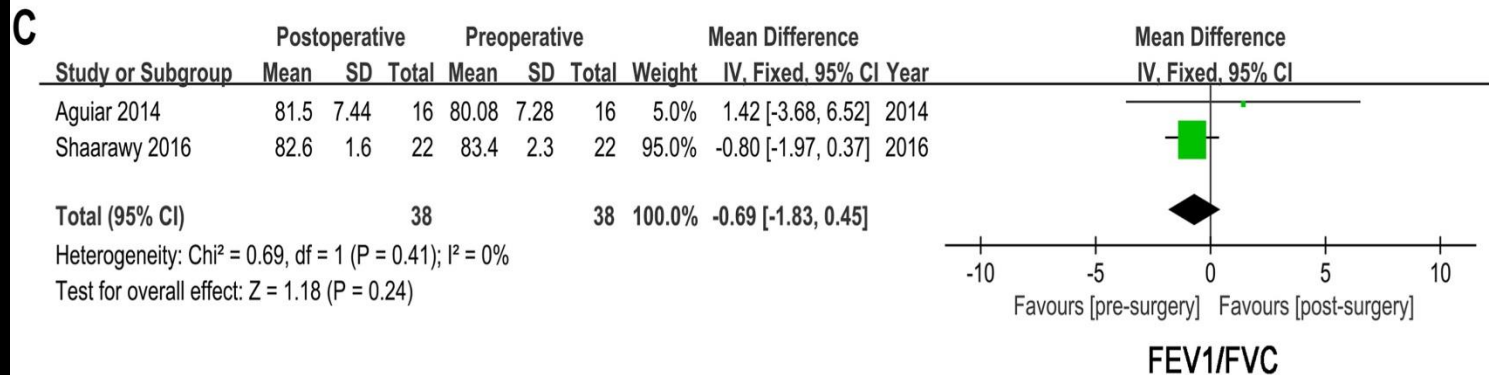 C
Postoperative Preoperative Mean Difference Mean Difference
Study or Subgroup Mean SD Total Mean SD Total Weight IV, Fixed, 95% CI Year IV, Fixed, 95% CI
Aguiar 2014 81.5 7.44 16 80.08 7.28 16 5.0% 1.42 [-3.68, 6.52] 2014
Shaarawy 2016 82.6 1.6 22 83.4 2.3 22 95.0% -0.80 [-1.97, 0.37] 2016
Total (95% CI) 38 38 100.0% -0.69 [-1.83, 0.45]
Heterogeneity: Chi² = 0.69, df = 1 (P = 0.41); I² = 0%
Test for overall effect: Z = 1.18 (P = 0.24)
-10 -5 0 5 10
Favours [pre-surgery] Favours [post-surgery]
FEV1/FVC